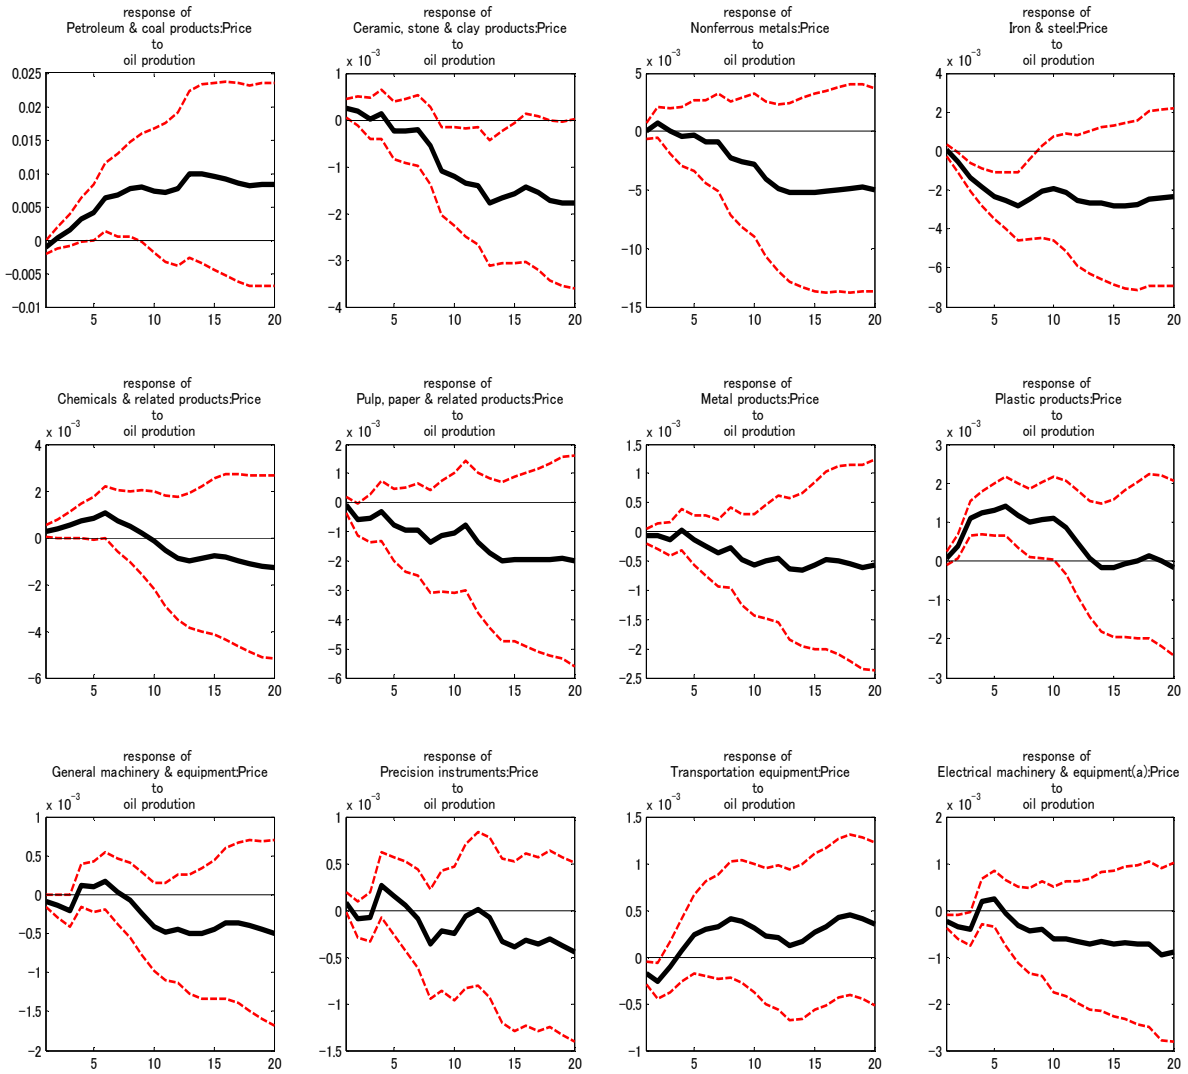 response of
Petroleum & coal products:Price
to
oil prodution
0.025
0.02
0.015
0.01
0.005
0
−0.005
−0.01
5 10 15 20
response of
Ceramic, stone & clay products:Price
to
oil prodution
x 10−3
1
0
−1
−2
−3
−4
5 10 15 20
response of
Nonferrous metals:Price
to
oil prodution
x 10−3
5
0
−5
−10
−15
5 10 15 20
response of
Iron & steel:Price
to
oil prodution
x 10−3
4
2
0
−2
−4
−6
−8
5 10 15 20
response of
Chemicals & related products:Price
to
oil prodution
x 10−3
4
2
0
−2
−4
−6
5 10 15 20
response of
Pulp, paper & related products:Price
to
oil prodution
x 10−3
2
1
0
−1
−2
−3
−4
−5
−6
5 10 15 20
response of
Metal products:Price
to
oil prodution
x 10−3
1.5
1
0.5
0
−0.5
−1
−1.5
−2
−2.5
5 10 15 20
response of
Plastic products:Price
to
oil prodution
x 10−3
3
2
1
0
−1
−2
−3
5 10 15 20
response of
General machinery & equipment:Price
to
oil prodution
x 10−3
1
0.5
0
−0.5
−1
−1.5
−2
5 10 15 20
response of
Precision instruments:Price
to
oil prodution
x 10−3
1
0.5
0
−0.5
−1
−1.5
5 10 15 20
response of
Transportation equipment:Price
to
oil prodution
x 10−3
1.5
1
0.5
0
−0.5
−1
5 10 15 20
response of
Electrical machinery & equipment(a):Price
to
oil prodution
x 10−3
2
1
0
−1
−2
−3
5 10 15 20